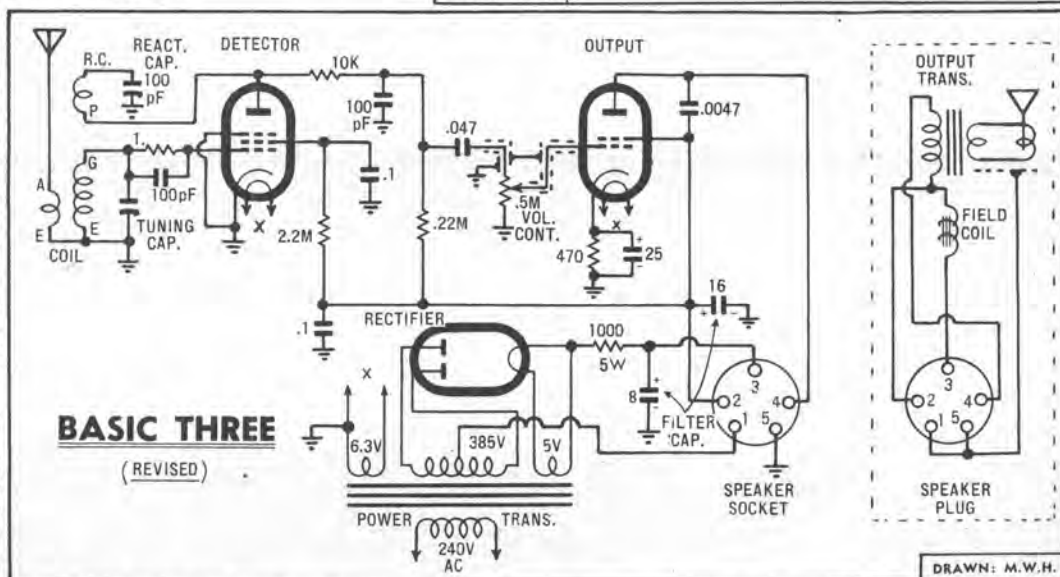 REACT.
CAP.
DETECTOR
OUTPUT
R.C.
100
pF
P
10K
100
pF
.0047
OUTPUT
TRANS.
.1
G
.047
.1
100pF
A
X
.5M
VOL.
CONT.
X
TUNING
CAP.
2.2M
.22M
FIELD
COIL
E
E
COIL
470
+
25
-
16
+
-
.1
RECTIFIER
1000
5W
+
8
-
3
2
4
1
5
3
2
4
1
5
X
FILTER
CAP.
BASIC THREE
(REVISED)
6.3V
385V
5V
SPEAKER
SOCKET
SPEAKER
PLUG
POWER
TRANS.
240V
AC
DRAWN: M.W.H.